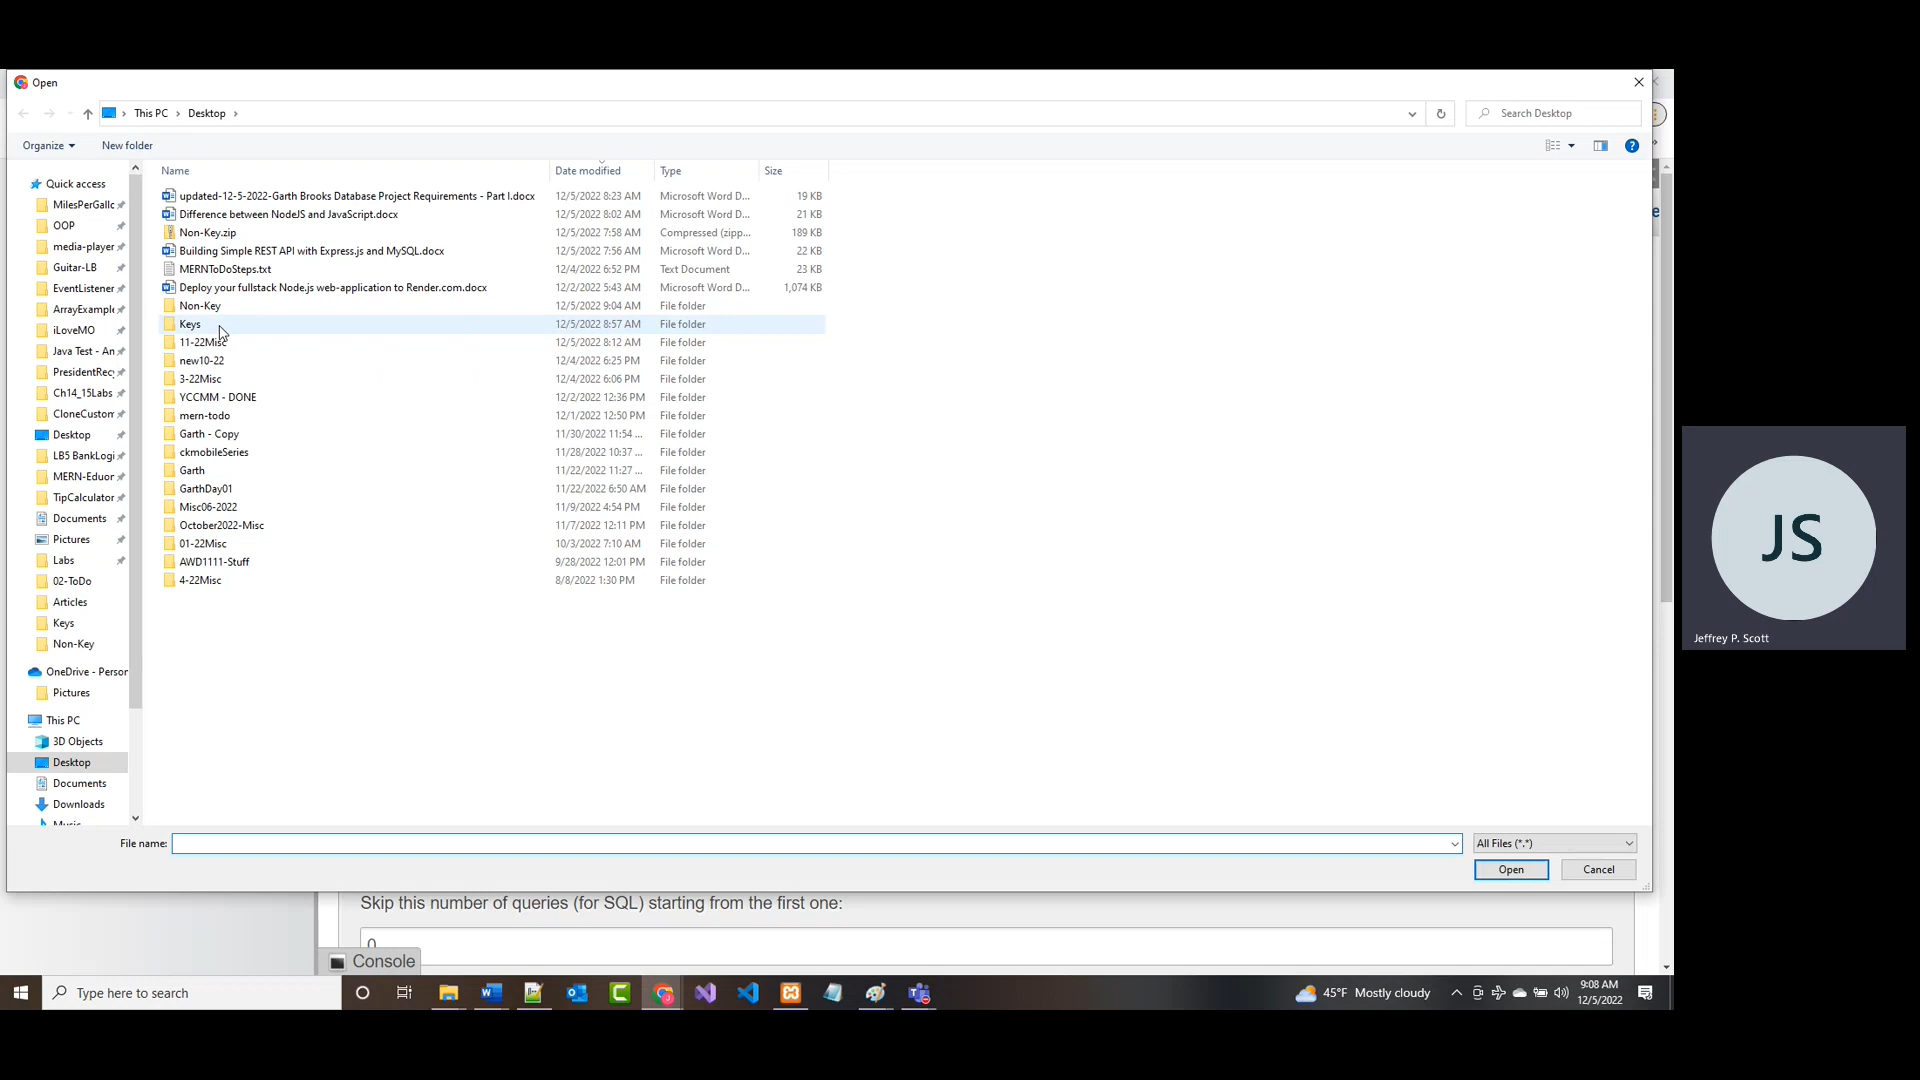 Open
This PC > Desktop >
Search Desktop
Organize
New folder
Name
Date modified
Type
Size
Quick access
MilesPerGallc
OOP
media-player
Guitar-LB
EventListener
ArrayExample
iLoveMO
Java Test - An
PresidentRec
Ch14_15Labs
CloneCustom
Desktop
LB5 BankLogi
MERN-Eduor
TipCalculator
Documents
Pictures
Labs
02-ToDo
Articles
Keys
Non-Key
OneDrive - Person
Pictures
This PC
3D Objects
Desktop
Documents
Downloads
Music
updated-12-5-2022-Garth Brooks Database Project Requirements - Part I.docx 12/5/2022 8:23 AM Microsoft Word D... 19 KB
Difference between NodeJS and JavaScript.docx 12/5/2022 8:02 AM Microsoft Word D... 21 KB
Non-Key.zip 12/5/2022 7:58 AM Compressed (zipp... 189 KB
Building Simple REST API with Express.js and MySQL.docx 12/5/2022 7:56 AM Microsoft Word D... 22 KB
MERNToDoSteps.txt 12/4/2022 6:52 PM Text Document 23 KB
Deploy your fullstack Node.js web-application to Render.com.docx 12/2/2022 5:43 AM Microsoft Word D... 1,074 KB
Non-Key 12/5/2022 9:04 AM File folder
Keys 12/5/2022 8:57 AM File folder
11-22Misc 12/5/2022 8:12 AM File folder
new10-22 12/4/2022 6:25 PM File folder
3-22Misc 12/4/2022 6:06 PM File folder
YCCMM - DONE 12/2/2022 12:36 PM File folder
mern-todo 12/1/2022 12:50 PM File folder
Garth - Copy 11/30/2022 11:54 ... File folder
ckmobileSeries 11/28/2022 10:37 ... File folder
Garth 11/22/2022 11:27 ... File folder
GarthDay01 11/22/2022 6:50 AM File folder
Misc06-2022 11/9/2022 4:54 PM File folder
October2022-Misc 11/7/2022 12:11 PM File folder
01-22Misc 10/3/2022 7:10 AM File folder
AWD1111-Stuff 9/28/2022 12:01 PM File folder
4-22Misc 8/8/2022 1:30 PM File folder
File name:
All Files (*.*)
Open
Cancel
Skip this number of queries (for SQL) starting from the first one:
0
Console
Type here to search
45°F Mostly cloudy
9:08 AM
12/5/2022
JS
Jeffrey P. Scott